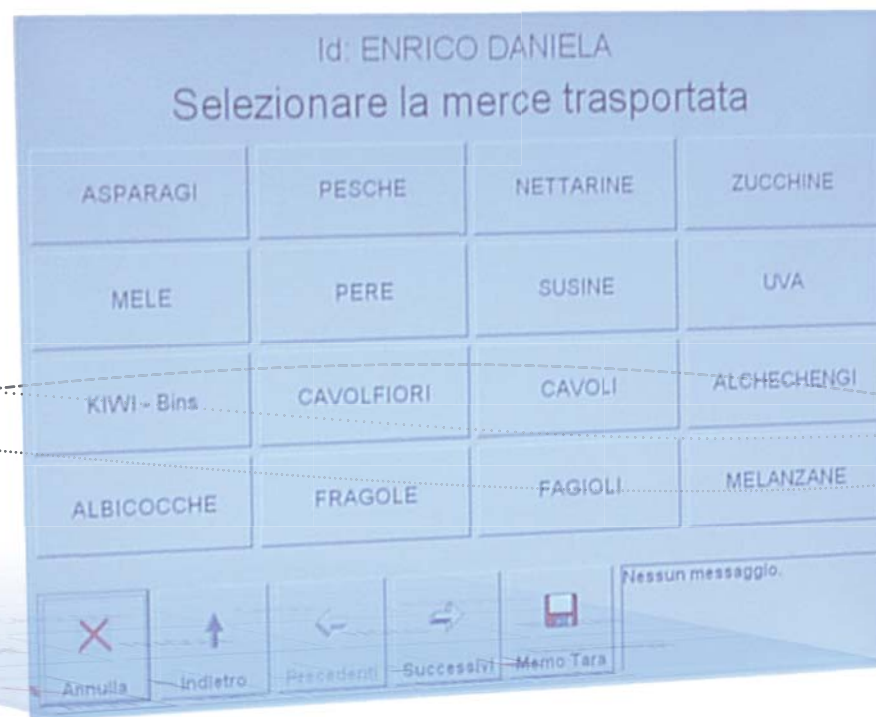 Id: ENRICO DANIELA
Selezionare la merce trasportata
ASPARAGI PESCHE NETTARINE ZUCCHINE
MELE PERE SUSINE UVA
KIWI - Bins CAVOLFIORI CAVOLI ALCHECHENGI
ALBICOCCHE FRAGOLE FAGIOLI MELANZANE
Nessun messaggio.
Annulla Indietro Precedenti Successivi Memo Tara